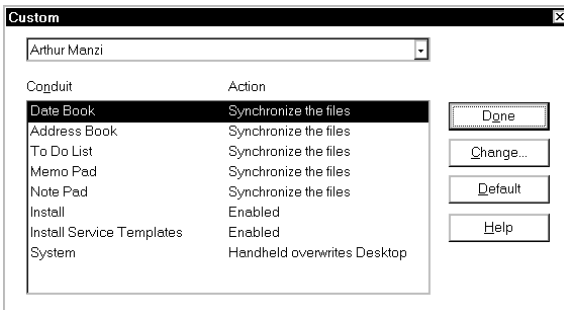 Custom
Arthur Manzi
Conduit Action
Date Book Synchronize the files
Address Book Synchronize the files
To Do List Synchronize the files
Memo Pad Synchronize the files
Note Pad Synchronize the files
Install Enabled
Install Service Templates Enabled
System Handheld overwrites Desktop
Done
Change...
Default
Help